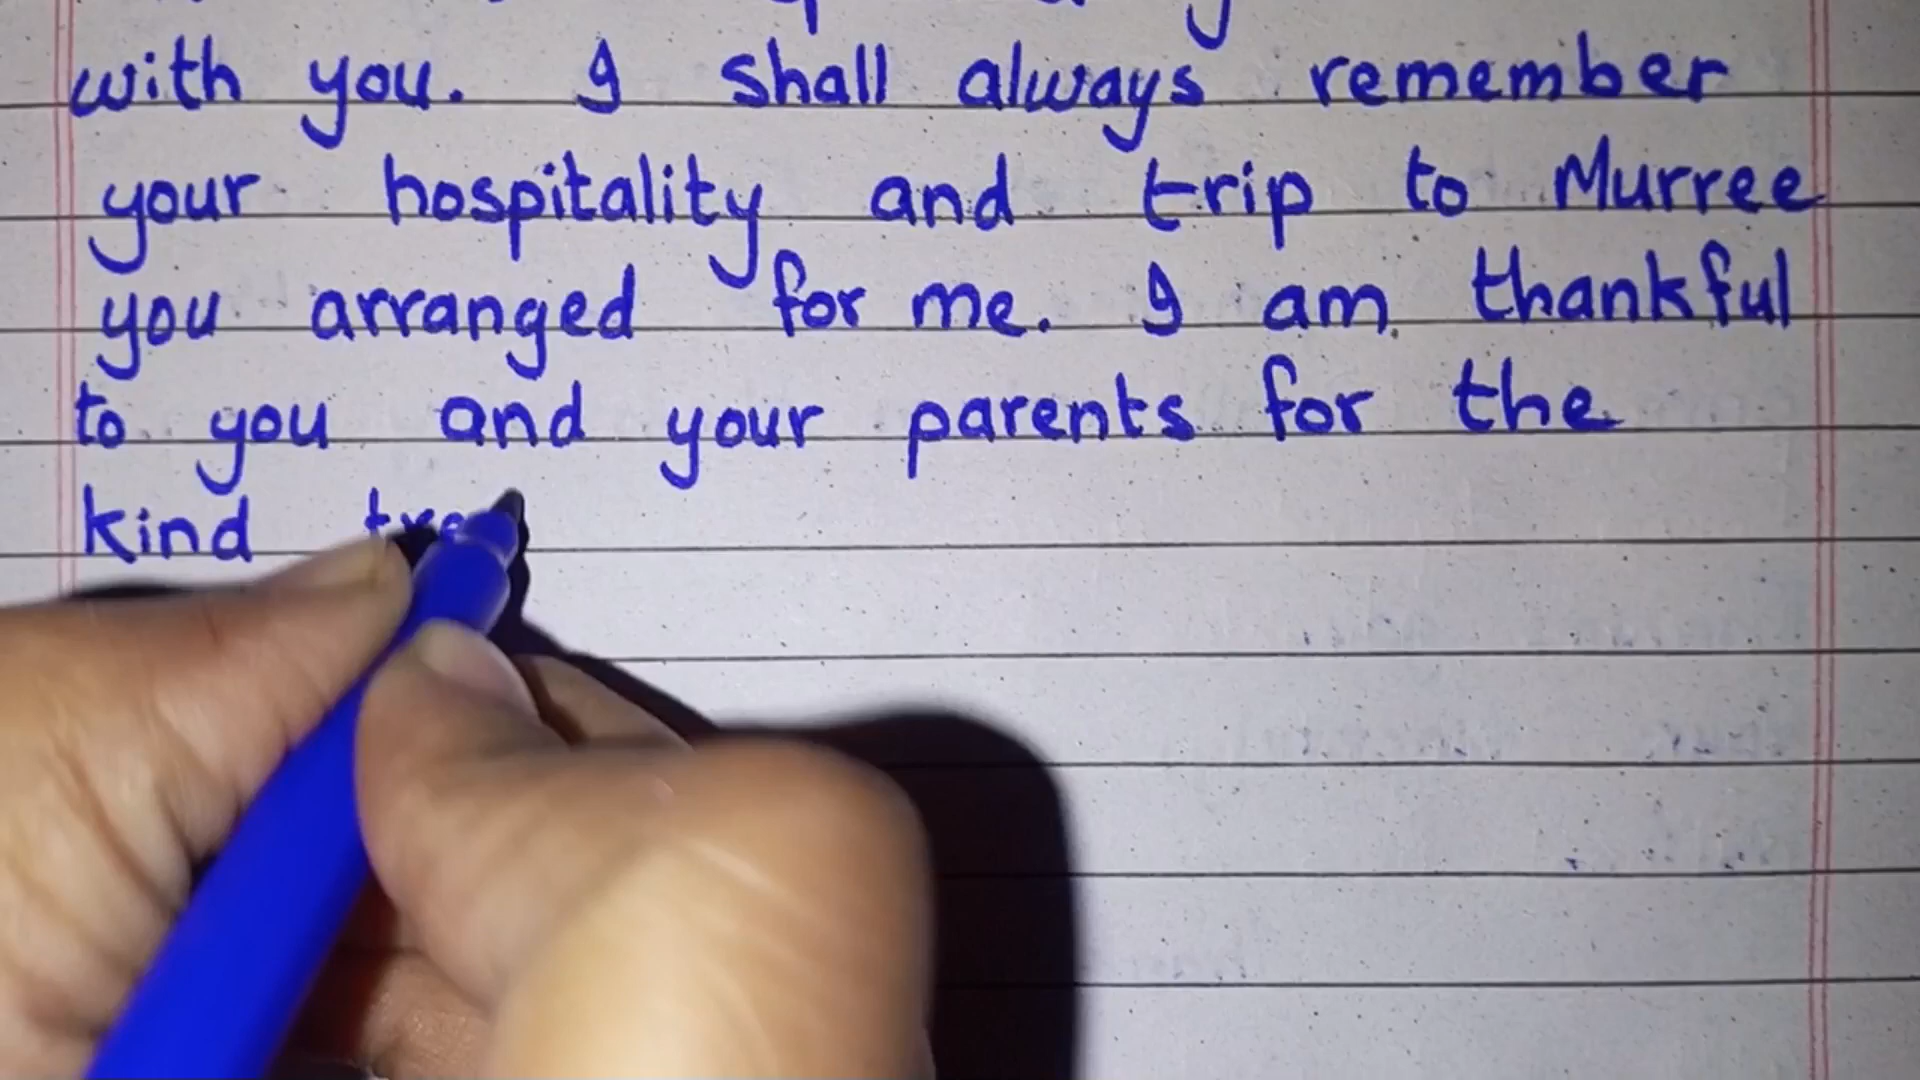 with you. I shall always remember
your hospitality and trip to Murree
you arranged for me. I am thankful
to you and your parents for the
kind